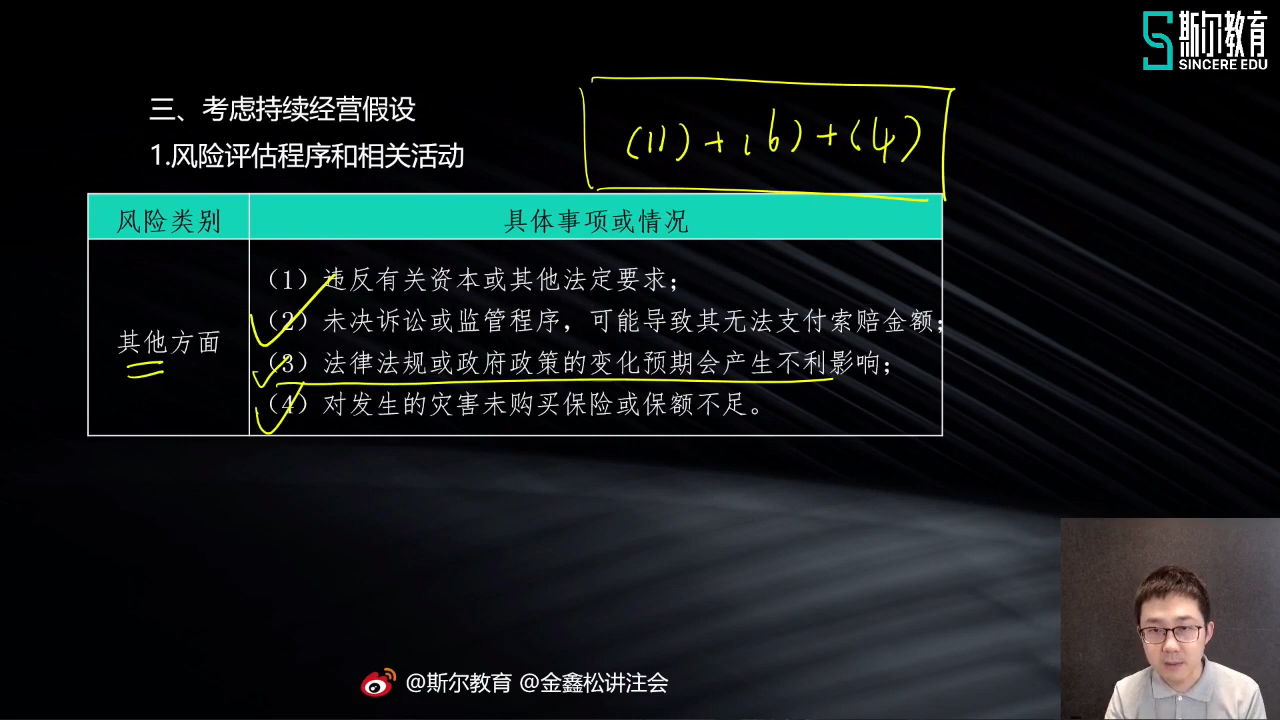 斯尔教育
SINCERE EDU
三、考虑持续经营假设
(11)+(6)+(4)
1.风险评估程序和相关活动
风险类别 具体事项或情况
其他方面
（1）违反有关资本或其他法定要求；
（2）未决诉讼或监管程序，可能导致其无法支付索赔金额；
（3）法律法规或政府政策的变化预期会产生不利影响；
（4）对发生的灾害未购买保险或保额不足。
@斯尔教育 @金鑫松讲注会